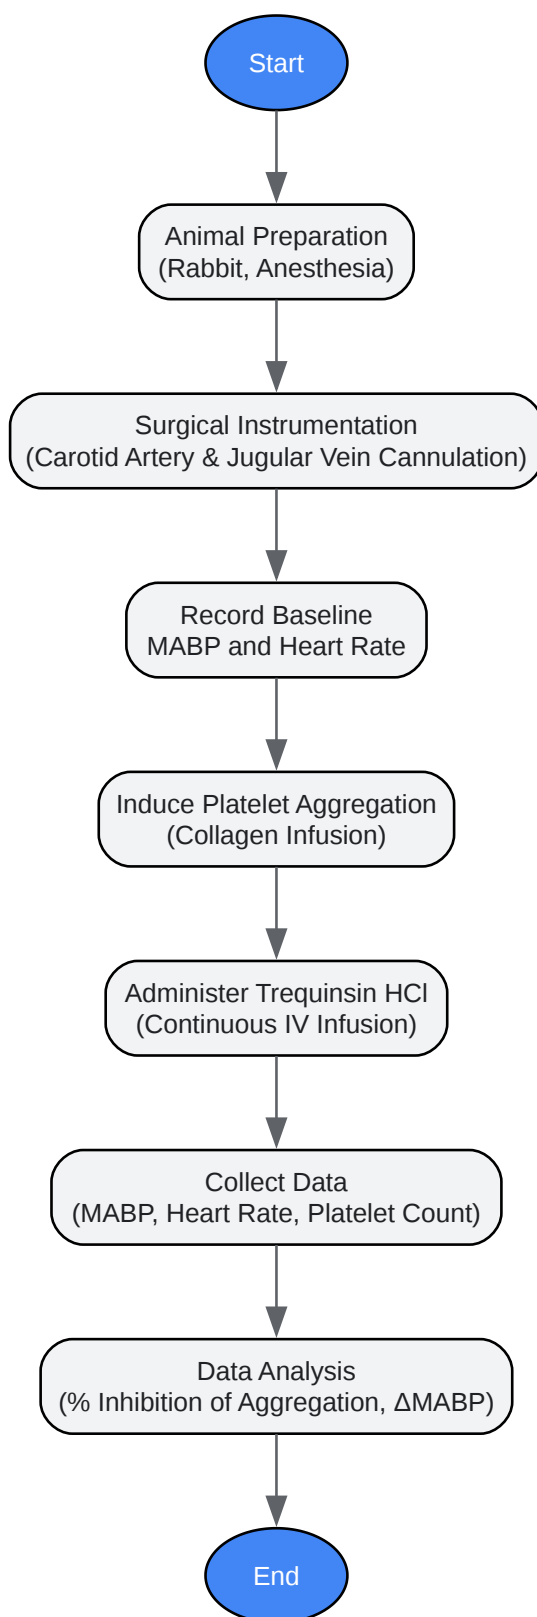 Start
Animal Preparation
(Rabbit, Anesthesia)
Surgical Instrumentation
(Carotid Artery & Jugular Vein Cannulation)
Record Baseline
MABP and Heart Rate
Induce Platelet Aggregation
(Collagen Infusion)
Administer Trequinsin HCl
(Continuous IV Infusion)
Collect Data
(MABP, Heart Rate, Platelet Count)
Data Analysis
(% Inhibition of Aggregation, ΔMABP)
End